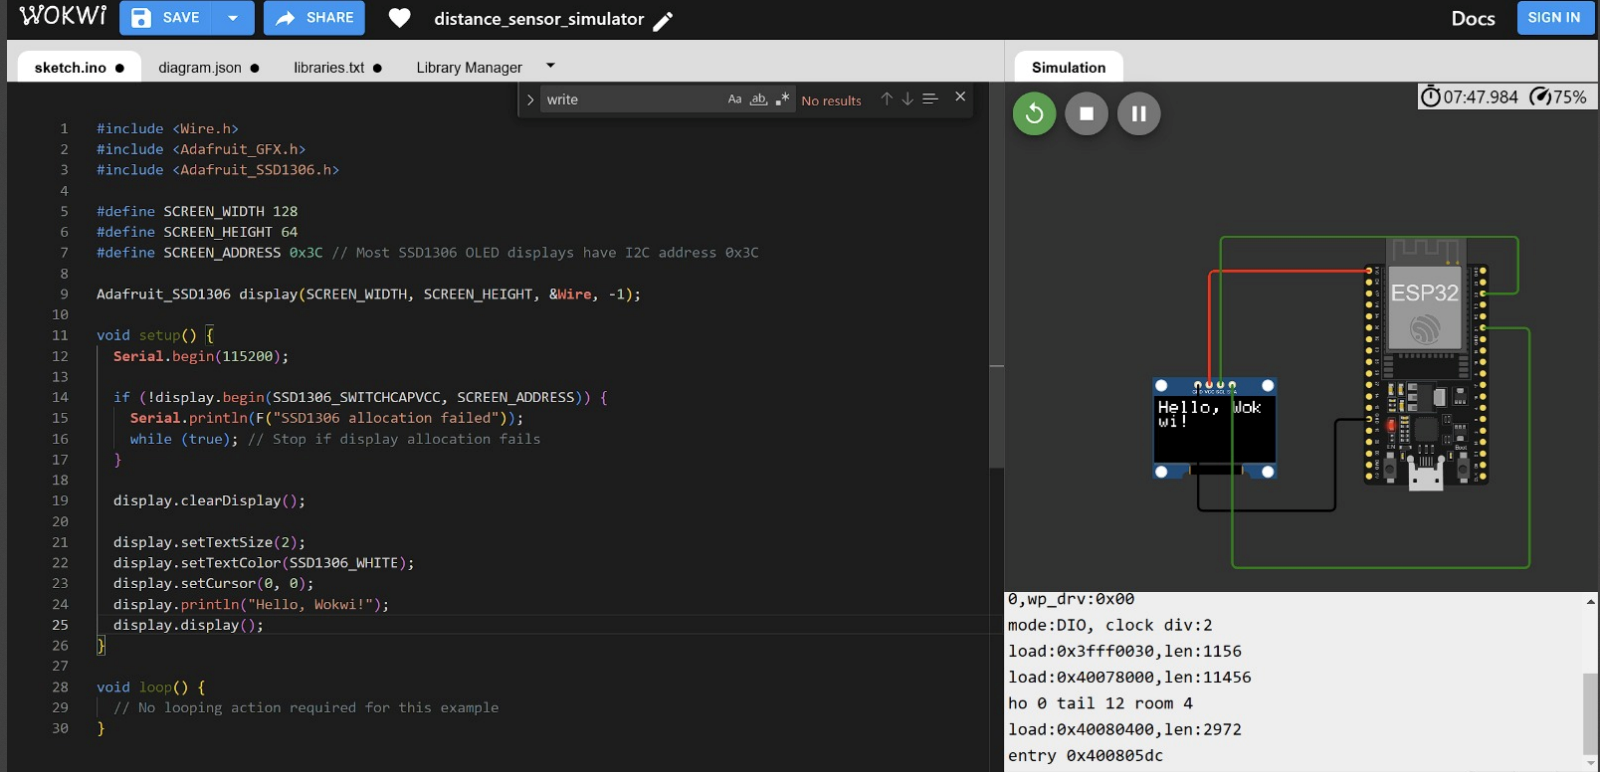 WOKWi SAVE SHARE distance_sensor_simulator Docs SIGN IN
sketch.ino diagram.json libraries.txt Library Manager
write Aa ab, .* No results
1 #include <Wire.h>
2 #include <Adafruit_GFX.h>
3 #include <Adafruit_SSD1306.h>
4
5 #define SCREEN_WIDTH 128
6 #define SCREEN_HEIGHT 64
7 #define SCREEN_ADDRESS 0x3C // Most SSD1306 OLED displays have I2C address 0x3C
8
9 Adafruit_SSD1306 display(SCREEN_WIDTH, SCREEN_HEIGHT, &Wire, -1);
10
11 void setup() {
12 Serial.begin(115200);
13
14 if (!display.begin(SSD1306_SWITCHCAPVCC, SCREEN_ADDRESS)) {
15 Serial.println(F("SSD1306 allocation failed"));
16 while (true); // Stop if display allocation fails
17 }
18
19 display.clearDisplay();
20
21 display.setTextSize(2);
22 display.setTextColor(SSD1306_WHITE);
23 display.setCursor(0, 0);
24 display.println("Hello, Wokwi!");
25 display.display();
26 }
27
28 void loop() {
29 // No looping action required for this example
30 }
Simulation
07:47.984 75%
ESP32
Hello, Wok
wi!
0,wp_drv:0x00
mode:DIO, clock div:2
load:0x3fff0030,len:1156
load:0x40078000,len:11456
ho 0 tail 12 room 4
load:0x40080400,len:2972
entry 0x400805dc